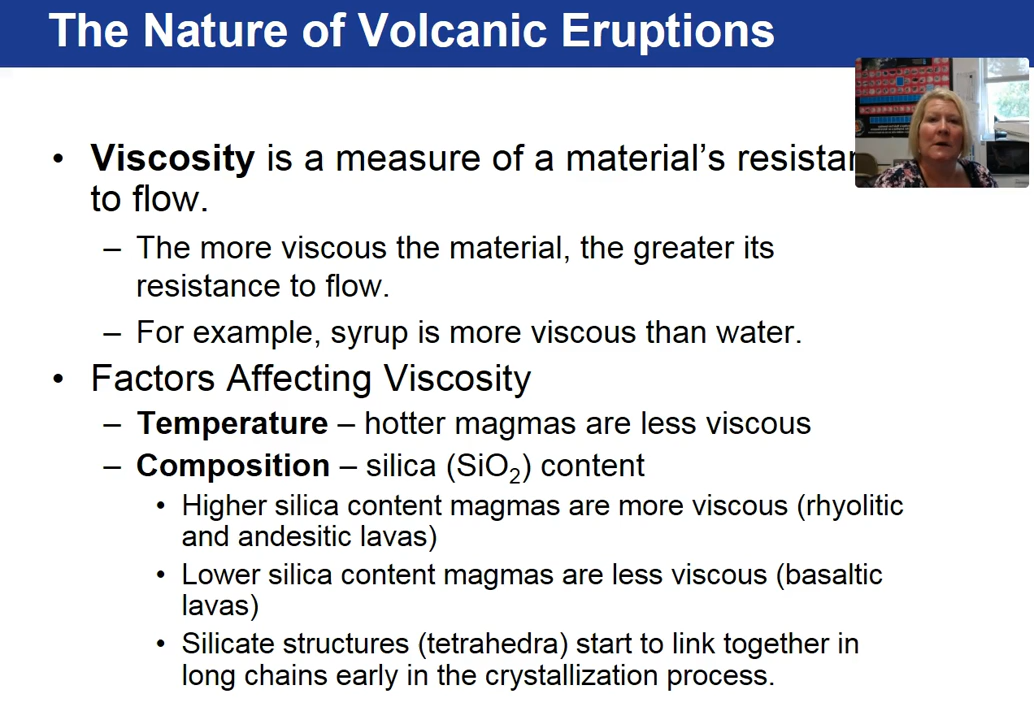 The Nature of Volcanic Eruptions
• Viscosity is a measure of a material’s
to flow.
– The more viscous the material, the greater its
resistance to flow.
– For example, syrup is more viscous than water.
• Factors Affecting Viscosity
– Temperature – hotter magmas are less viscous
– Composition – silica (SiO₂) content
• Higher silica content magmas are more viscous (rhyolitic
and andesitic lavas)
• Lower silica content magmas are less viscous (basaltic
lavas)
• Silicate structures (tetrahedra) start to link together in
long chains early in the crystallization process.